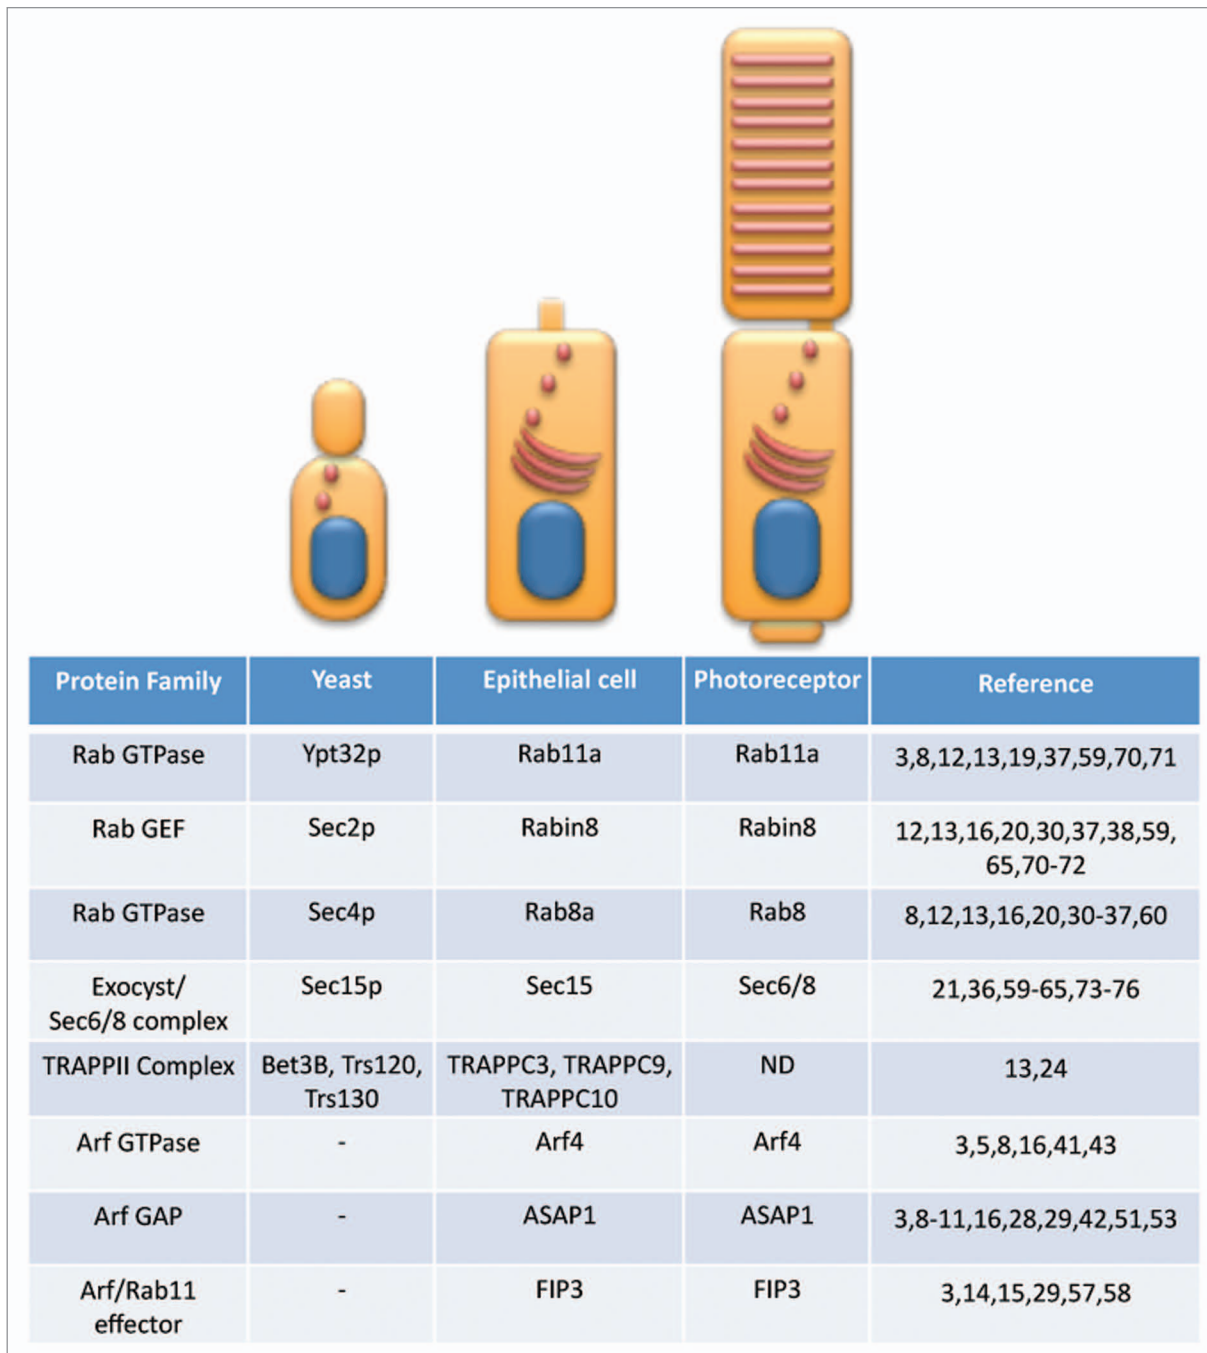 Protein Family Yeast Epithelial cell Photoreceptor Reference
Rab GTPase Ypt32p Rab11a Rab11a 3,8,12,13,19,37,59,70,71
Rab GEF Sec2p Rabin8 Rabin8 12,13,16,20,30,37,38,59,
65,70-72
Rab GTPase Sec4p Rab8a Rab8 8,12,13,16,20,30-37,60
Exocyst/ Sec15p Sec15 Sec6/8 21,36,59-65,73-76
Sec6/8 complex
TRAPPII Complex Bet3B, Trs120, TRAPPC3, TRAPPC9, ND 13,24
Trs130 TRAPPC10
Arf GTPase - Arf4 Arf4 3,5,8,16,41,43
Arf GAP - ASAP1 ASAP1 3,8-11,16,28,29,42,51,53
Arf/Rab11 - FIP3 FIP3 3,14,15,29,57,58
effector